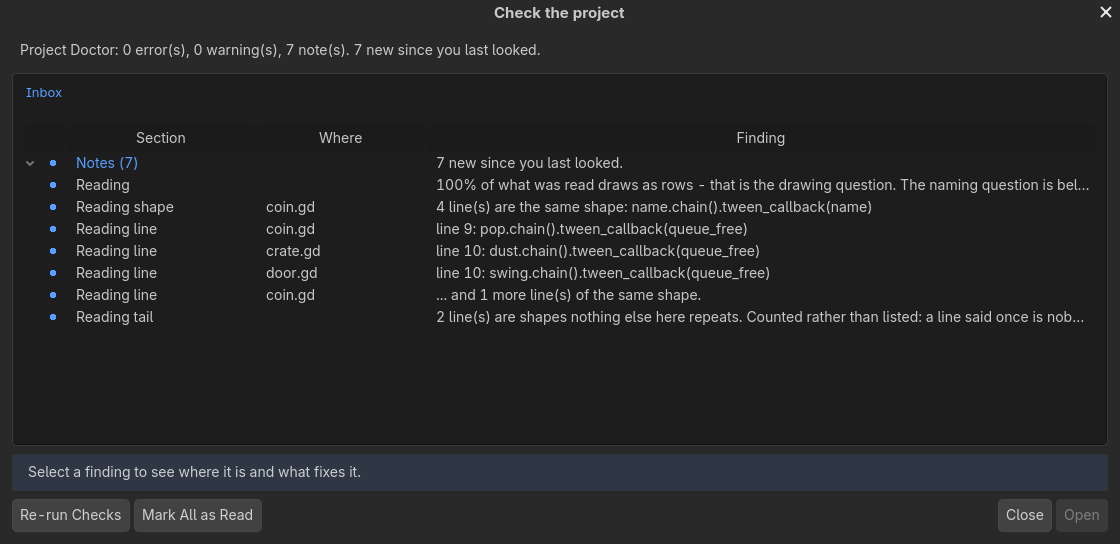 Check the project
Project Doctor: 0 error(s), 0 warning(s), 7 note(s). 7 new since you last looked.
Inbox
Section Where Finding
Notes (7) 7 new since you last looked.
Reading 100% of what was read draws as rows - that is the drawing question. The naming question is bel...
Reading shape coin.gd 4 line(s) are the same shape: name.chain().tween_callback(name)
Reading line coin.gd line 9: pop.chain().tween_callback(queue_free)
Reading line crate.gd line 10: dust.chain().tween_callback(queue_free)
Reading line door.gd line 10: swing.chain().tween_callback(queue_free)
Reading line coin.gd ... and 1 more line(s) of the same shape.
Reading tail 2 line(s) are shapes nothing else here repeats. Counted rather than listed: a line said once is nob...
Select a finding to see where it is and what fixes it.
Re-run Checks Mark All as Read Close Open